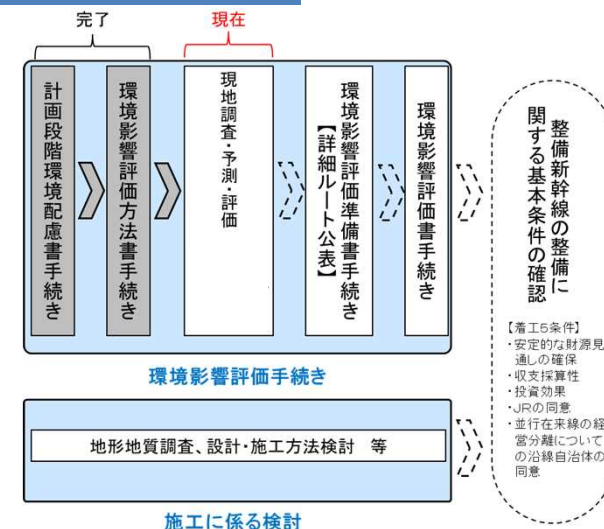 完了
現在
計画段階環境配慮書手続き
環境影響評価方法書手続き
現地調査・予測・評価
環境影響評価準備書手続き
【詳細ルート公表】
環境影響評価書手続き
環境影響評価手続き
地形地質調査、設計・施工方法検討　等
施工に係る検討
整備新幹線の整備に
関する基本条件の確認
【着工5条件】
・安定的な財源見
通しの確保
・収支採算性
・投資効果
・JRの同意
・並行在来線の経
営分離について
の沿線自治体の
同意